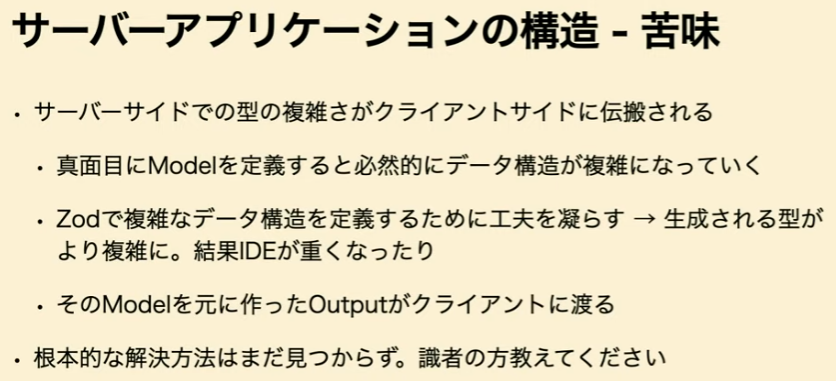 サーバーアプリケーションの構造 - 苦味
・サーバーサイドでの型の複雑さがクライアントサイドに伝搬される
・真面目にModelを定義すると必然的にデータ構造が複雑になっていく
・Zodで複雑なデータ構造を定義するために工夫を凝らす → 生成される型が
より複雑に。結果IDEが重くなったり
・そのModelを元に作ったOutputがクライアントに渡る
・根本的な解決方法はまだ見つからず。識者の方教えてください